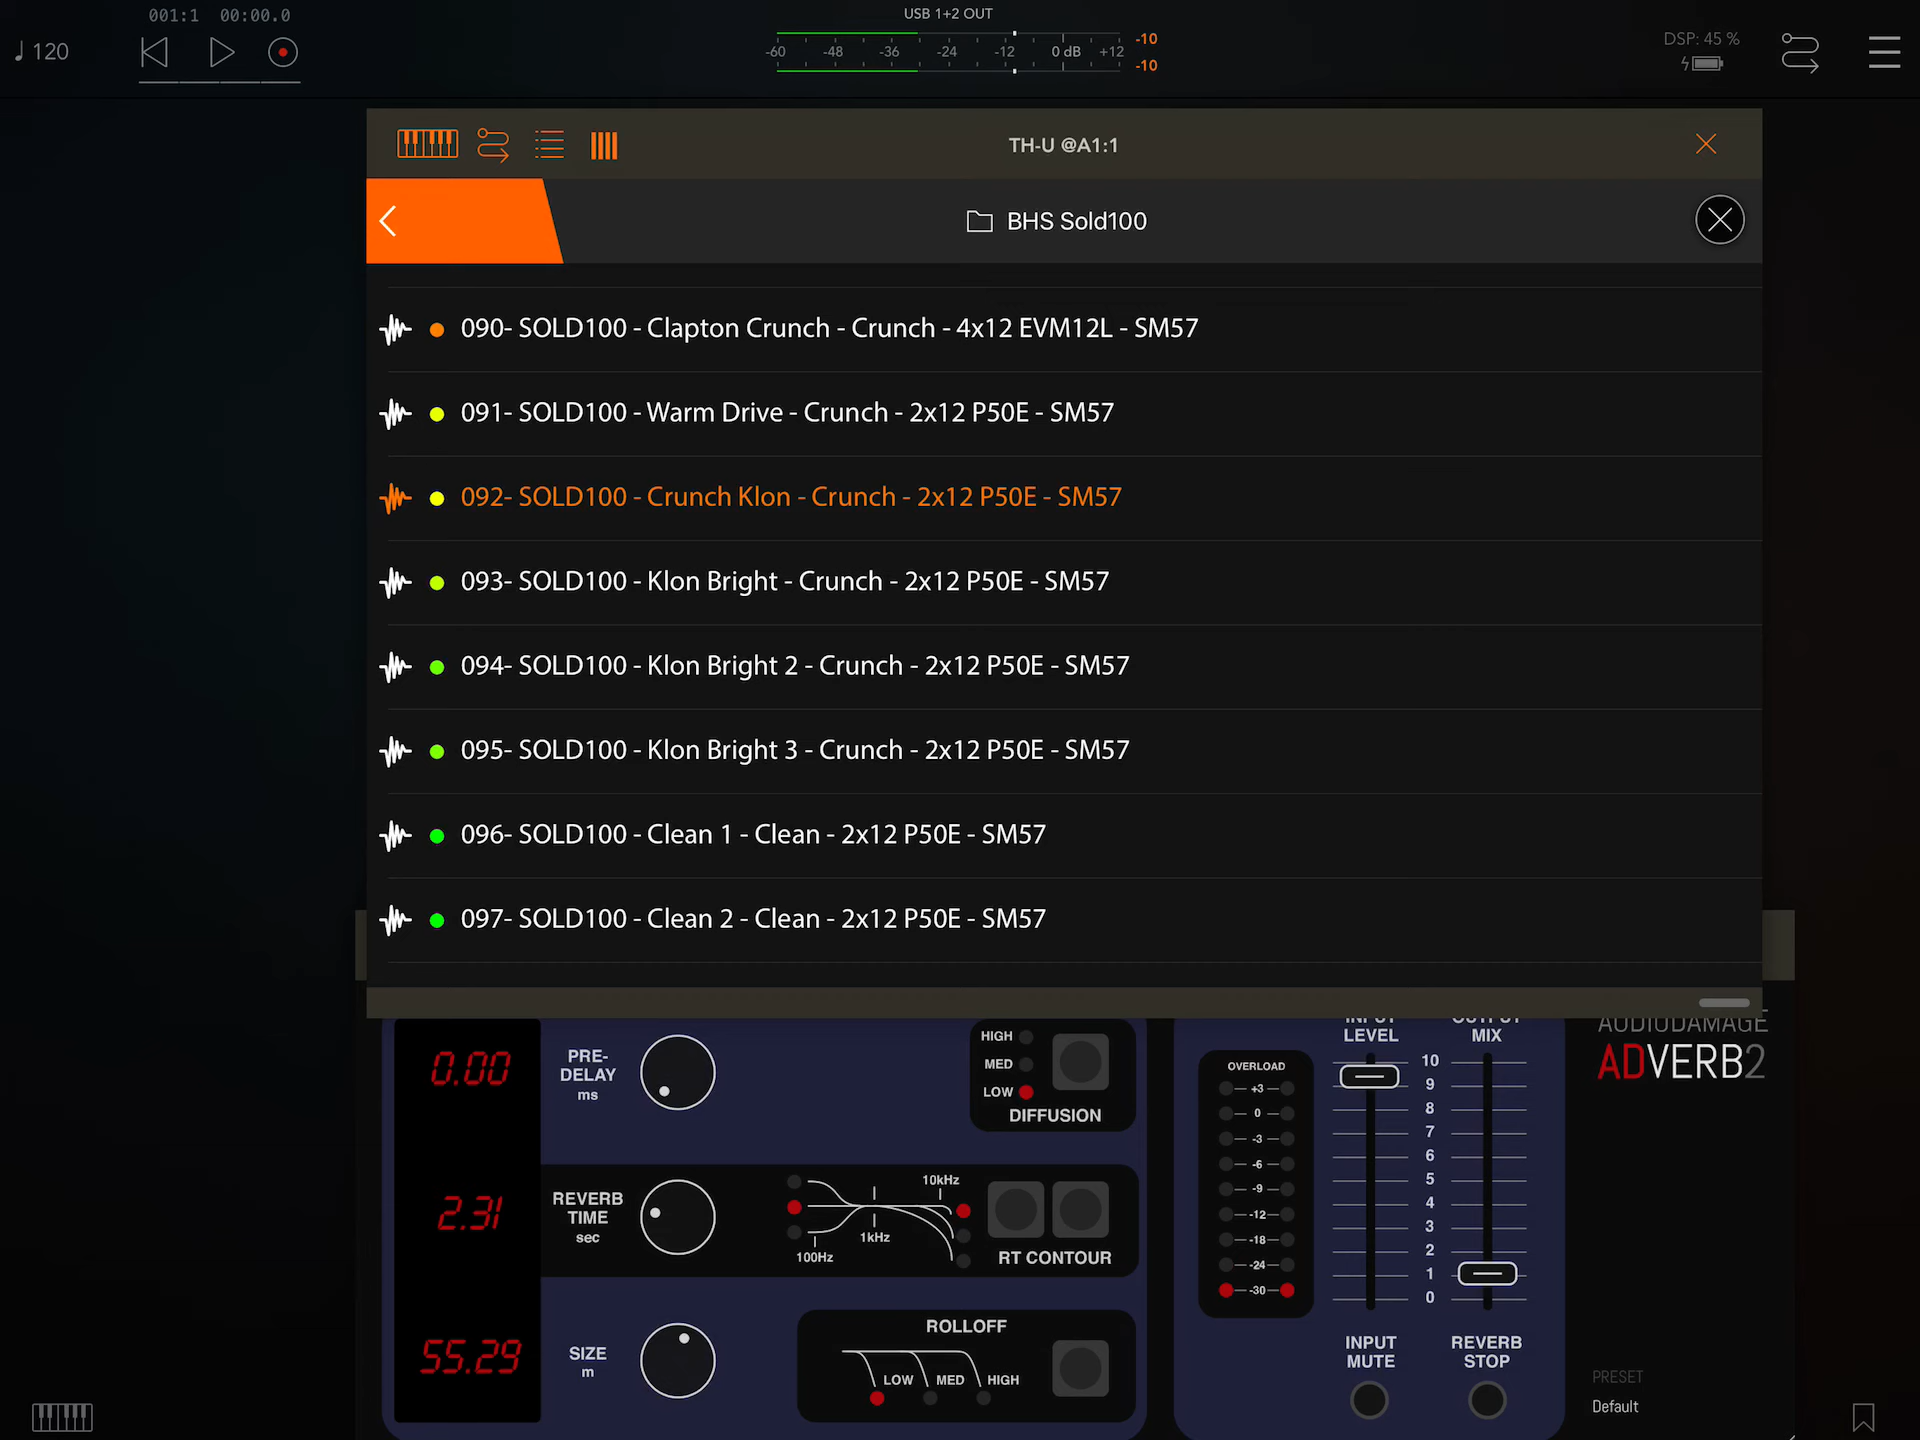 001:1 00:00.0
120
USB 1+2 OUT
-60 -48 -36 -24 -12 0 dB +12
-10
-10
DSP: 45 %
TH-U @A1:1
BHS Sold100
090- SOLD100 - Clapton Crunch - Crunch - 4x12 EVM12L - SM57
091- SOLD100 - Warm Drive - Crunch - 2x12 P50E - SM57
092- SOLD100 - Crunch Klon - Crunch - 2x12 P50E - SM57
093- SOLD100 - Klon Bright - Crunch - 2x12 P50E - SM57
094- SOLD100 - Klon Bright 2 - Crunch - 2x12 P50E - SM57
095- SOLD100 - Klon Bright 3 - Crunch - 2x12 P50E - SM57
096- SOLD100 - Clean 1 - Clean - 2x12 P50E - SM57
097- SOLD100 - Clean 2 - Clean - 2x12 P50E - SM57
0.00
PRE-
DELAY
ms
HIGH
MED
LOW
DIFFUSION
2.31
REVERB
TIME
sec
10kHz
1kHz
100Hz
RT CONTOUR
55.29
SIZE
m
ROLLOFF
LOW MED HIGH
OVERLOAD
+3
0
-3
-6
-9
-12
-18
-24
-30
INPUT
LEVEL
OUTPUT
MIX
10
9
8
7
6
5
4
3
2
1
0
INPUT
MUTE
REVERB
STOP
AUDIODAMAGE
ADVERB2
PRESET
Default